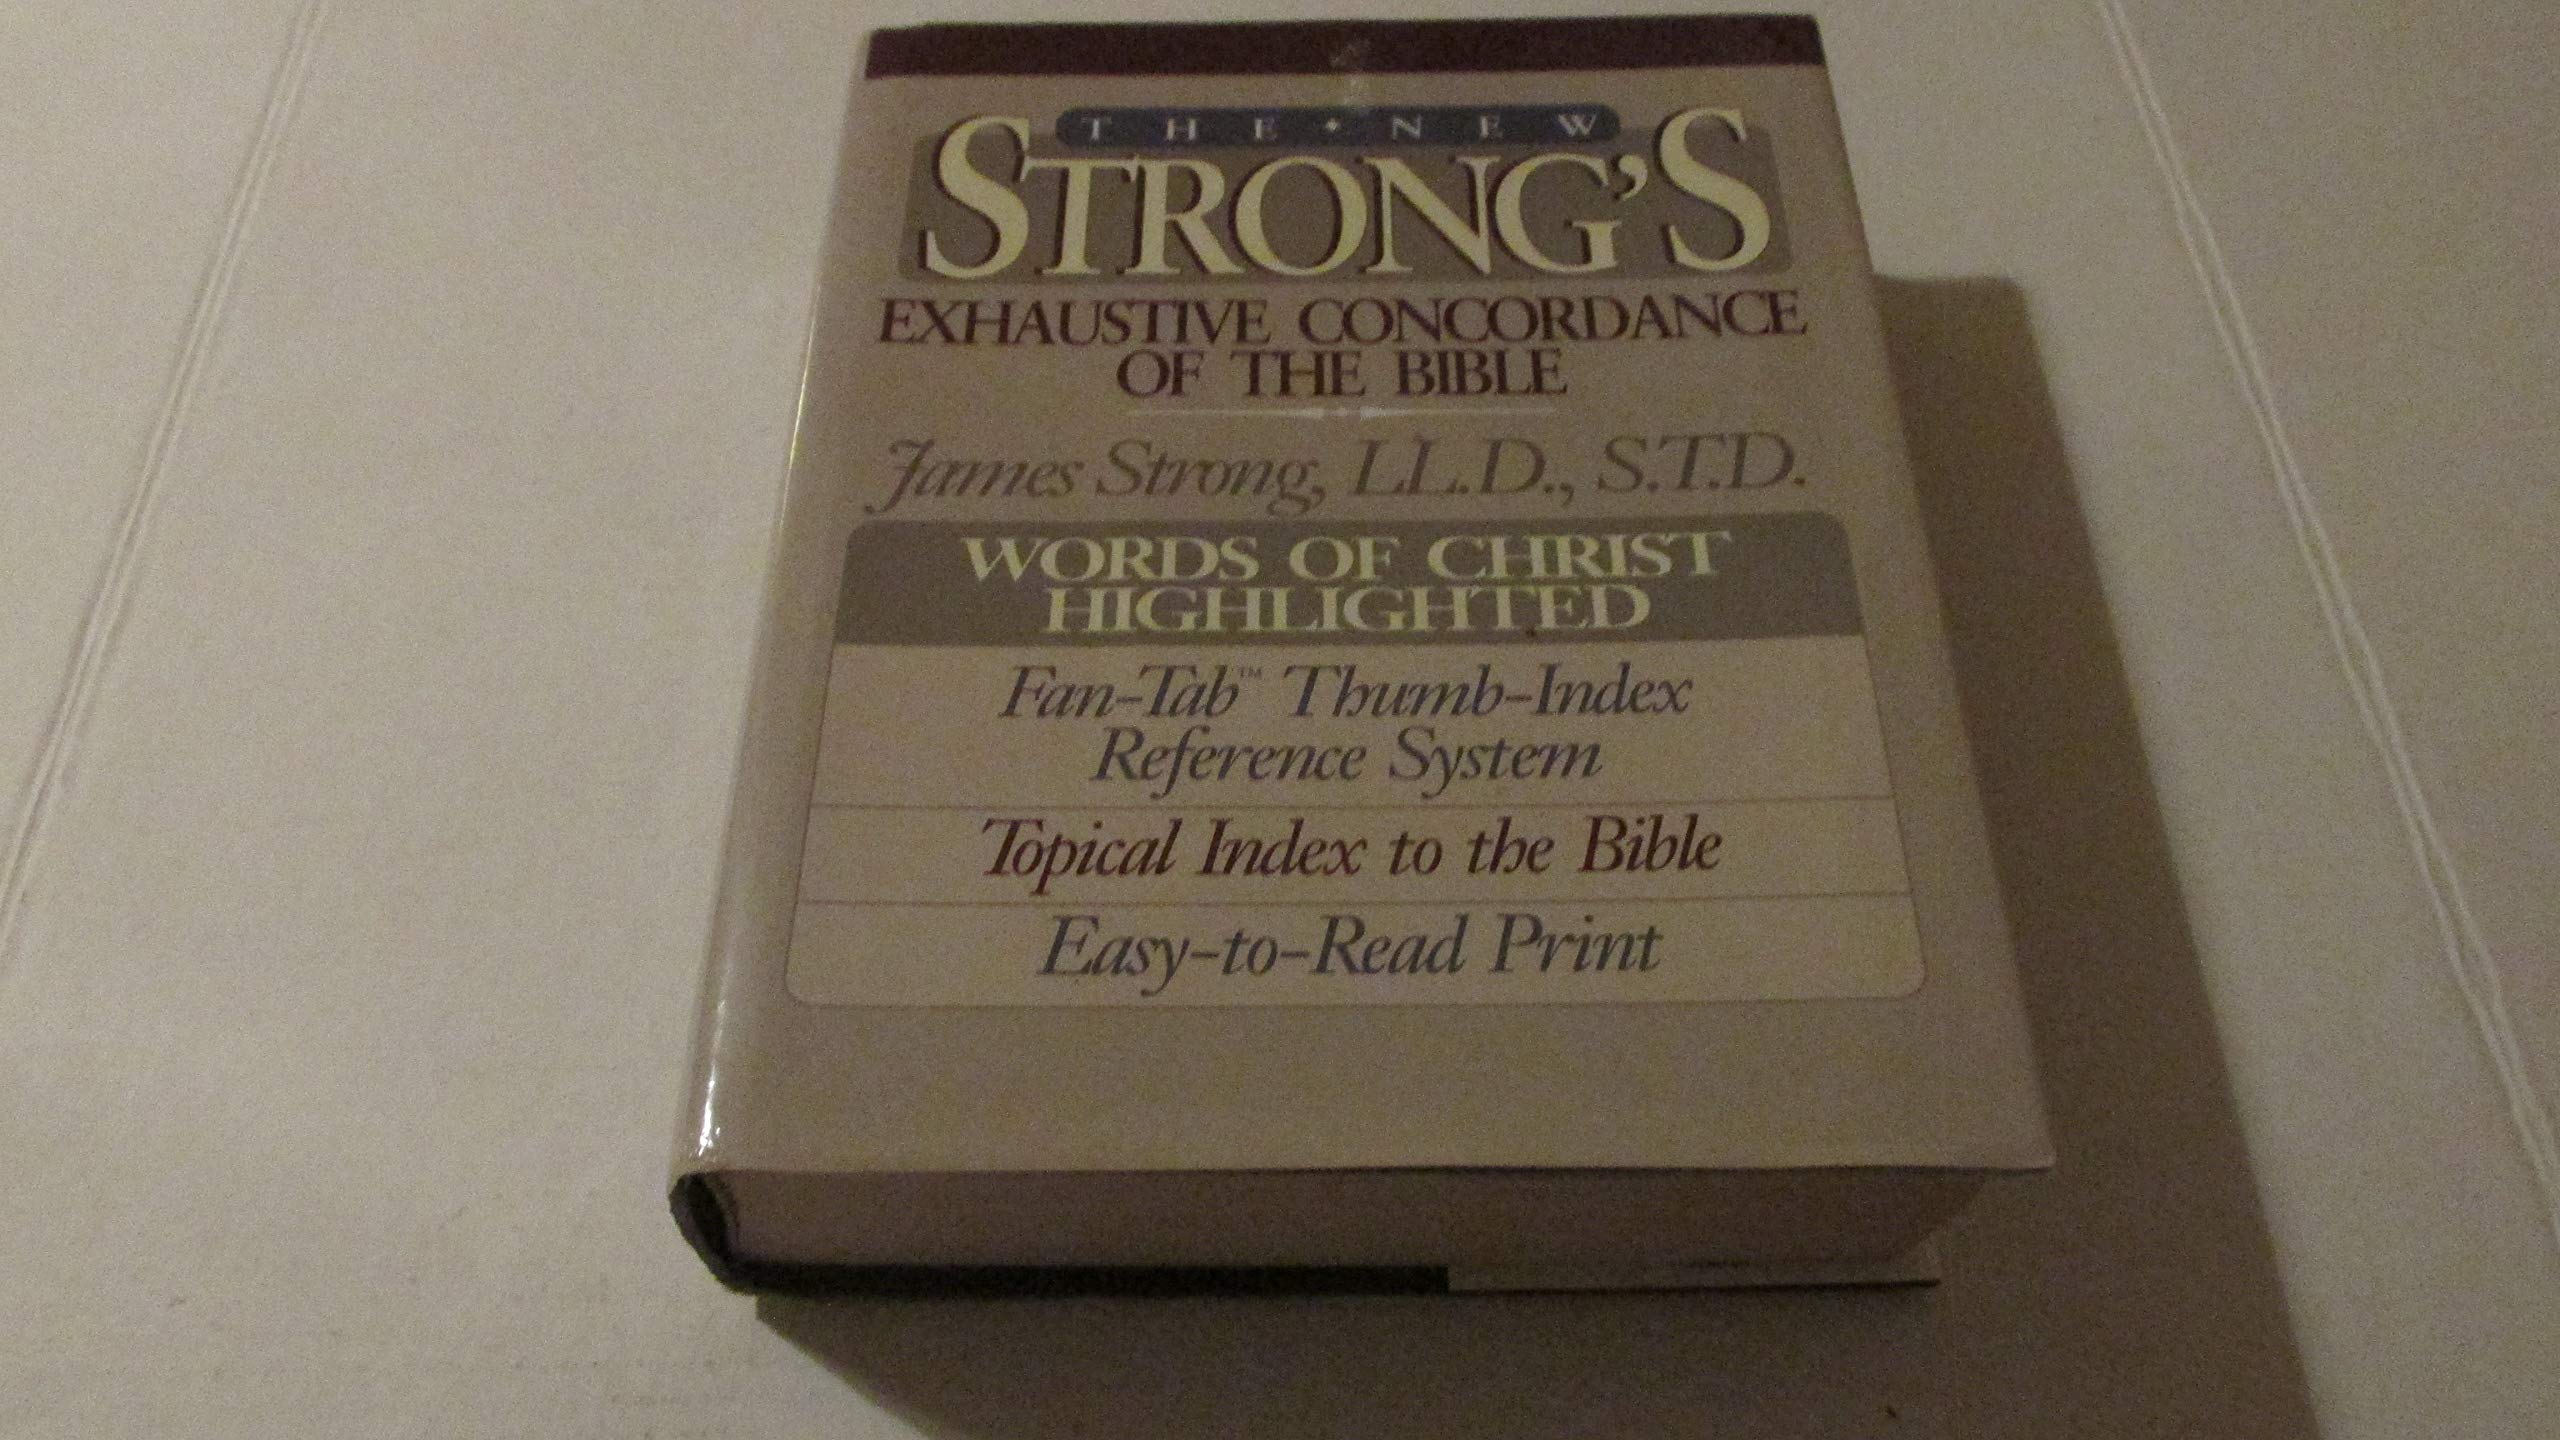 THE • NEW
STRONG'S
EXHAUSTIVE CONCORDANCE
OF THE BIBLE
James Strong, LL.D., S.T.D.
WORDS OF CHRIST
HIGHLIGHTED
Fan-Tab™ Thumb-Index
Reference System
Topical Index to the Bible
Easy-to-Read Print